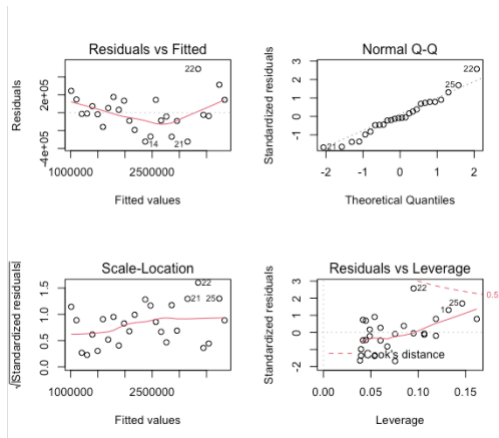 Residuals vs Fitted
Residuals
2e+05
-4e+05
22
14
21
1000000
2500000
Fitted values
Normal Q-Q
Standardized residuals
3
2
1
0
-1
22
25
21
-2
-1
0
1
2
Theoretical Quantiles
Scale-Location
√|Standardized residuals|
1.5
1.0
0.5
0.0
22
21
25
1000000
2500000
Fitted values
Residuals vs Leverage
Standardized residuals
3
2
1
0
-2
22
25
1
0.5
Cook's distance
0.00
0.05
0.10
0.15
Leverage